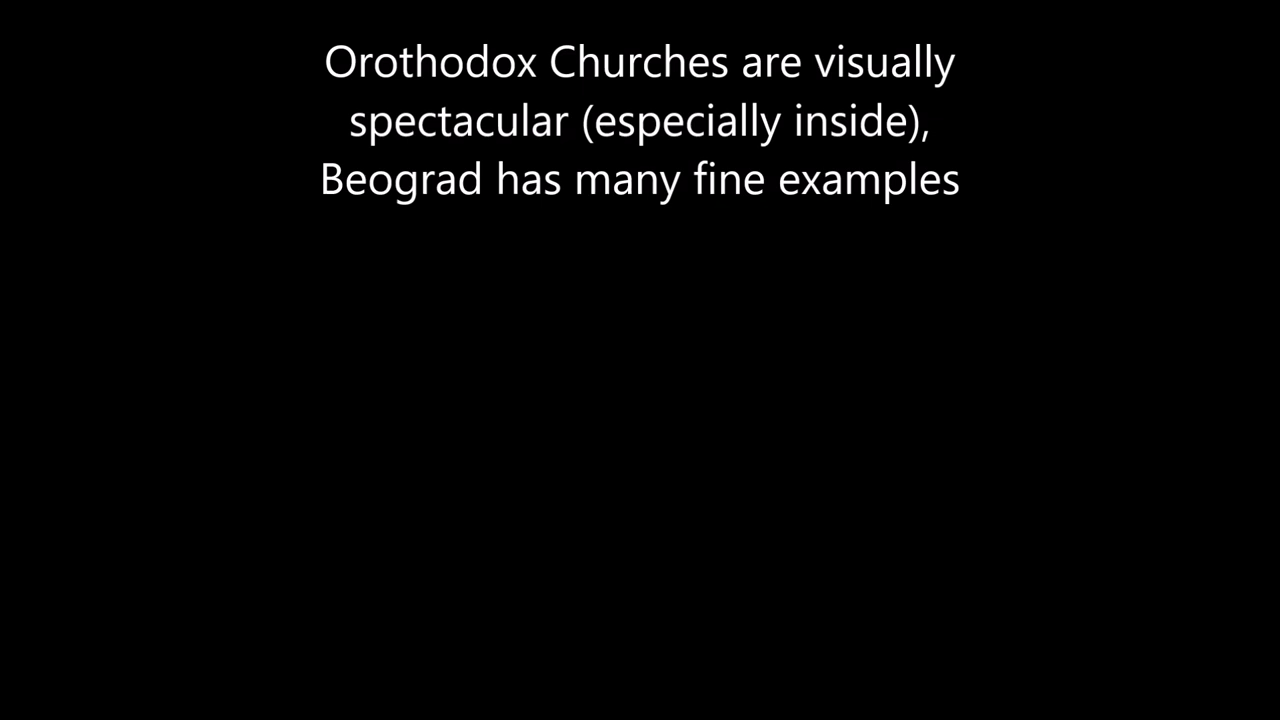 Orothodox Churches are visually
spectacular (especially inside),
Beograd has many fine examples